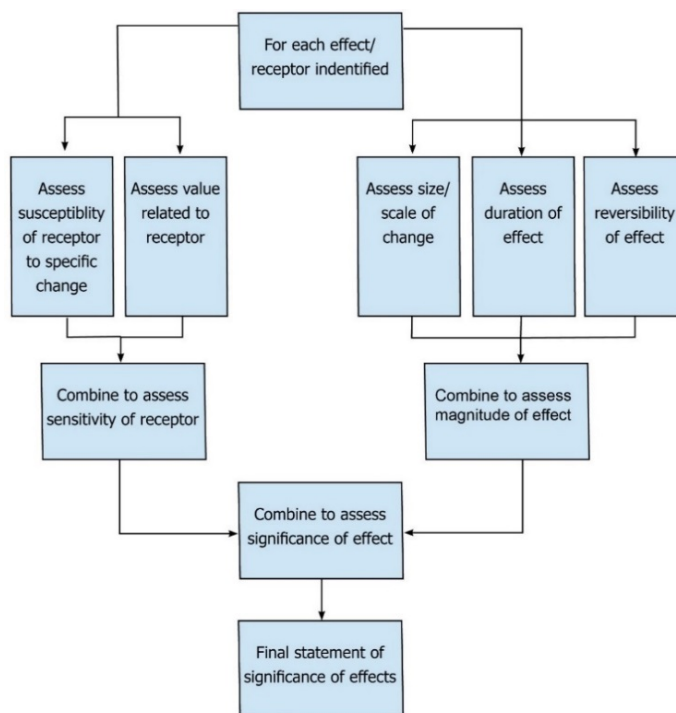 For each effect/
receptor indentified
Assess
susceptiblity
of receptor
to specific
change
Assess value
related to
receptor
Assess size/
scale of
change
Assess
duration of
effect
Assess
reversibility
of effect
Combine to assess
sensitivity of receptor
Combine to assess
magnitude of effect
Combine to assess
significance of effect
Final statement of
significance of effects